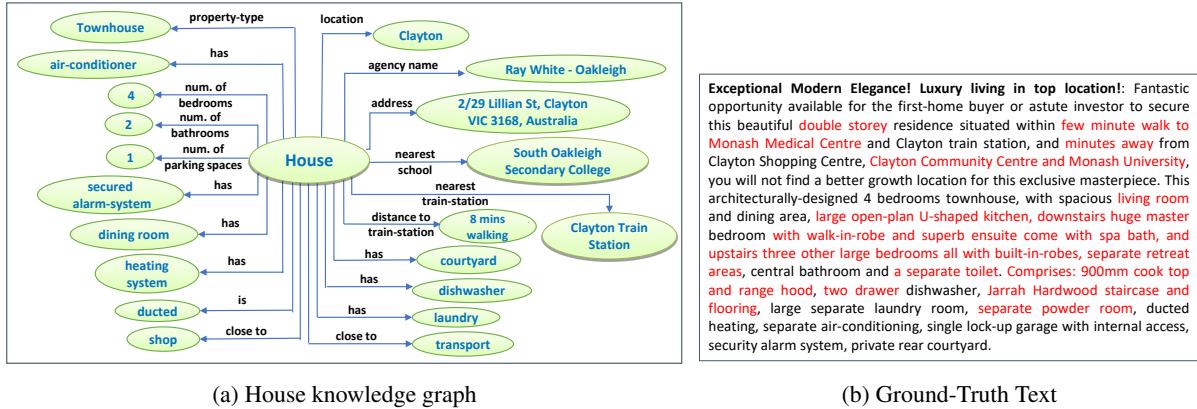 property-type
Townhouse
has
air-conditioner
num. of
bedrooms
4
num. of
bathrooms
2
num. of
parking spaces
1
has
secured
alarm-system
has
dining room
has
heating
system
is
ducted
close to
shop
House
location
Clayton
agency name
Ray White - Oakleigh
address
2/29 Lillian St, Clayton
VIC 3168, Australia
nearest
school
South Oakleigh
Secondary College
nearest
train-station
Clayton Train
Station
distance to
train-station
8 mins
walking
has
courtyard
has
dishwasher
has
laundry
close to
transport
(a) House knowledge graph
Exceptional Modern Elegance! Luxury living in top location!: Fantastic
opportunity available for the first-home buyer or astute investor to secure
this beautiful double storey residence situated within few minute walk to
Monash Medical Centre and Clayton train station, and minutes away from
Clayton Shopping Centre, Clayton Community Centre and Monash University,
you will not find a better growth location for this exclusive masterpiece. This
architecturally-designed 4 bedrooms townhouse, with spacious living room
and dining area, large open-plan U-shaped kitchen, downstairs huge master
bedroom with walk-in-robe and superb ensuite come with spa bath, and
upstairs three other large bedrooms all with built-in-robes, separate retreat
areas, central bathroom and a separate toilet. Comprises: 900mm cook top
and range hood, two drawer dishwasher, Jarrah Hardwood staircase and
flooring, large separate laundry room, separate powder room, ducted
heating, separate air-conditioning, single lock-up garage with internal access,
security alarm system, private rear courtyard.
(b) Ground-Truth Text